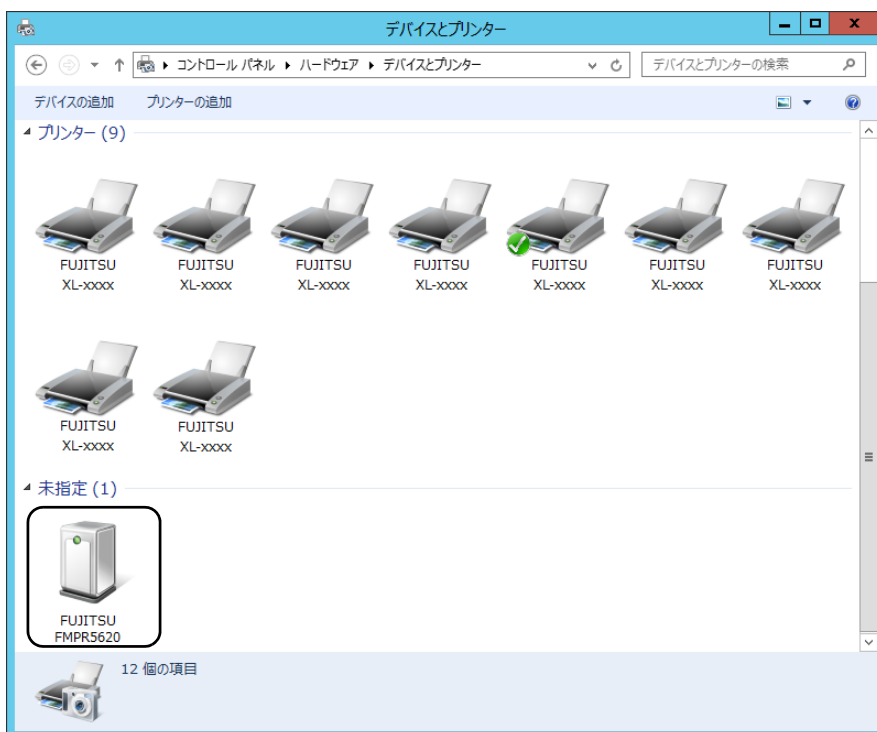 デバイスとプリンター
コントロール パネル ▸ ハードウェア ▸ デバイスとプリンター
デバイスとプリンターの検索
デバイスの追加 プリンターの追加
プリンター (9)
FUJITSU FUJITSU FUJITSU FUJITSU FUJITSU FUJITSU FUJITSU
XL-xxxx XL-xxxx XL-xxxx XL-xxxx XL-xxxx XL-xxxx XL-xxxx
FUJITSU FUJITSU
XL-xxxx XL-xxxx
未指定 (1)
FUJITSU
FMPR5620
12 個の項目